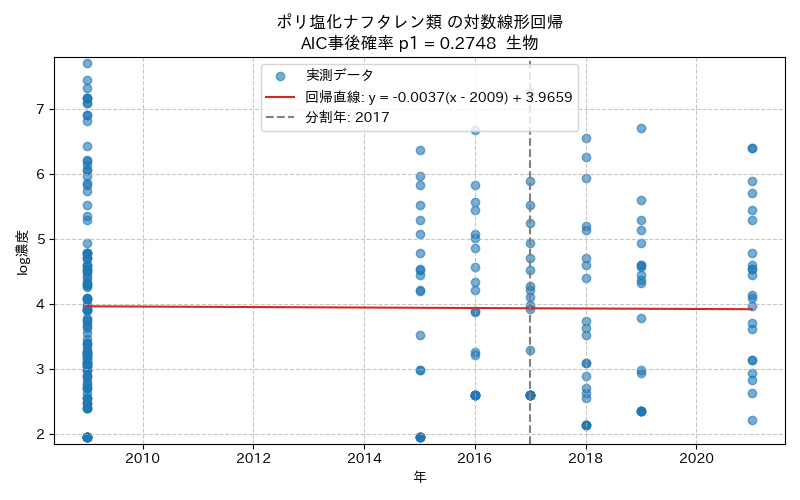 ポリ塩化ナフタレン類 の対数線形回帰
AIC事後確率 p1 = 0.2748 生物
実測データ
回帰直線: y = -0.0037(x - 2009) + 3.9659
分割年: 2017
log濃度
7
6
5
4
3
2
2010
2012
2014
2016
2018
2020
年